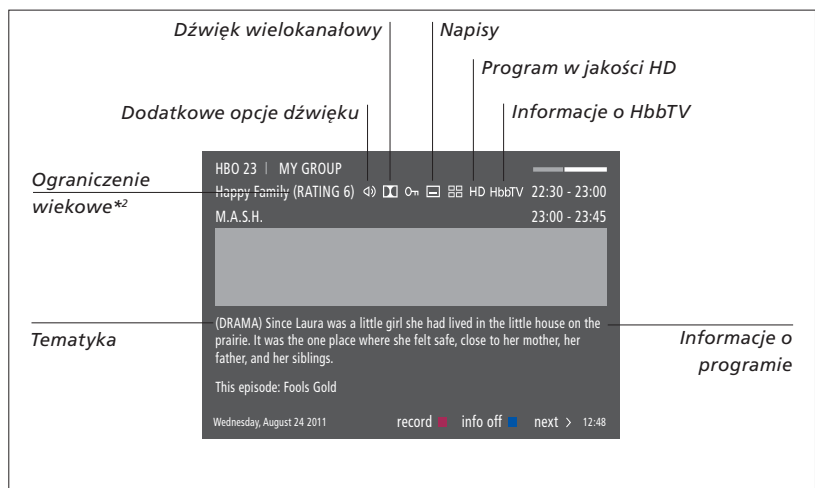 Dźwięk wielokanałowy
Napisy
Program w jakości HD
Dodatkowe opcje dźwięku
Informacje o HbbTV
Ograniczenie
wiekowe*2
HBO 23 | MY GROUP
Happy Family (RATING 6) HD HbbTV 22:30 - 23:00
M.A.S.H. 23:00 - 23:45
Tematyka
(DRAMA) Since Laura was a little girl she had lived in the little house on the
prairie. It was the one place where she felt safe, close to her mother, her
father, and her siblings.
This episode: Fools Gold
Informacje o
programie
Wednesday, August 24 2011 record info off next > 12:48